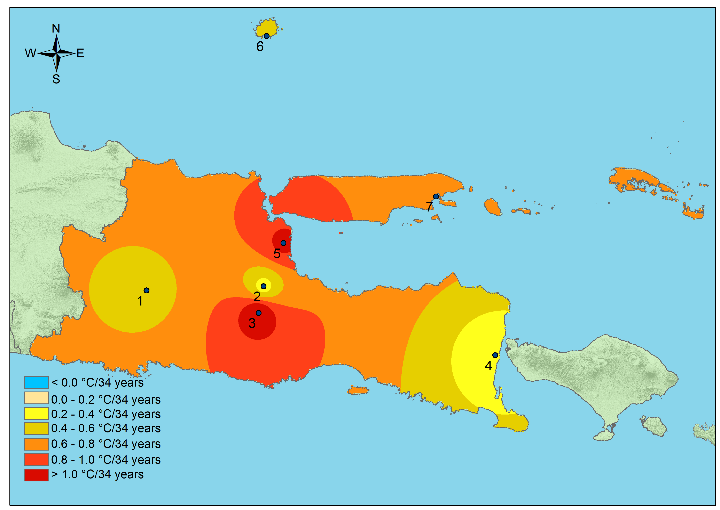 N
W E
S
6
7
5
1
2
3
4
< 0.0 °C/34 years
0.0 - 0.2 °C/34 years
0.2 - 0.4 °C/34 years
0.4 - 0.6 °C/34 years
0.6 - 0.8 °C/34 years
0.8 - 1.0 °C/34 years
> 1.0 °C/34 years